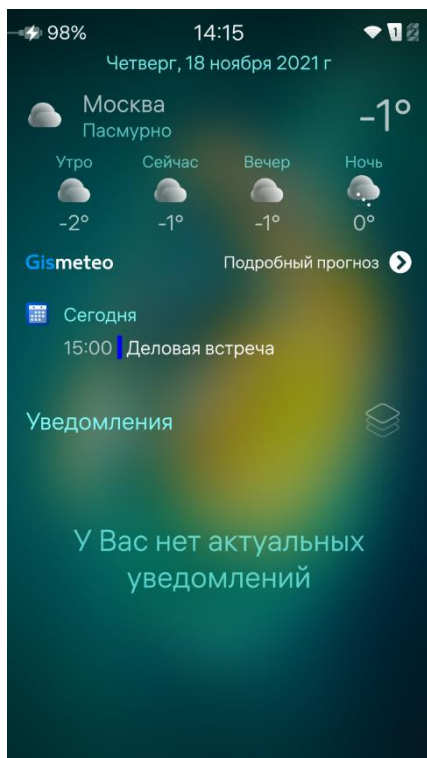 98% 14:15 1
Четверг, 18 ноября 2021 г
Москва -1°
Пасмурно
Утро Сейчас Вечер Ночь
-2° -1° -1° 0°
Gismeteo Подробный прогноз
Сегодня
15:00 Деловая встреча
Уведомления
У Вас нет актуальных
уведомлений